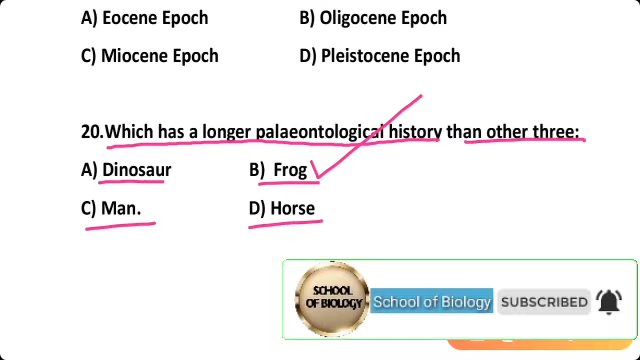 A) Eocene Epoch B) Oligocene Epoch
C) Miocene Epoch D) Pleistocene Epoch
20.Which has a longer palaeontological history than other three:
A) Dinosaur B) Frog
C) Man. D) Horse
SCHOOL
OF BIOLOGY
School of Biology SUBSCRIBED